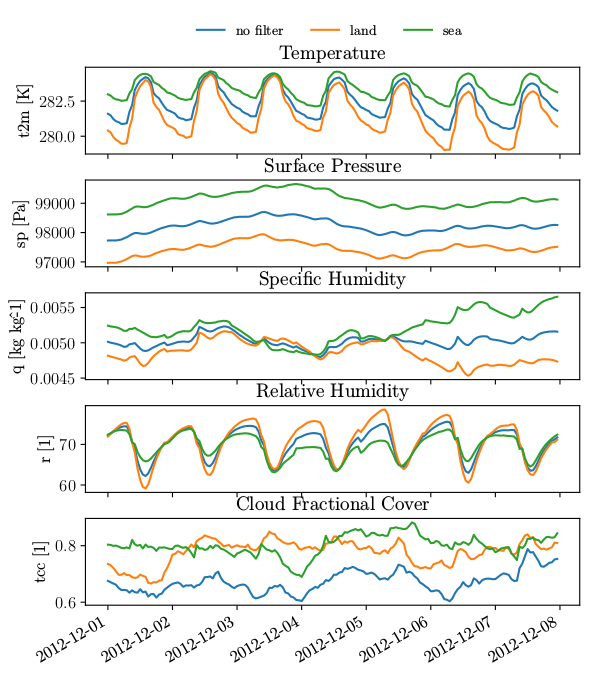 no filter land sea
Temperature
t2m [K]
282.5
280.0
Surface Pressure
sp [Pa]
99000
98000
97000
Specific Humidity
q [kg kg-1]
0.0055
0.0050
0.0045
Relative Humidity
r [1]
70
60
Cloud Fractional Cover
tcc [1]
0.8
0.6
2012-12-01 2012-12-02 2012-12-03 2012-12-04 2012-12-05 2012-12-06 2012-12-07 2012-12-08